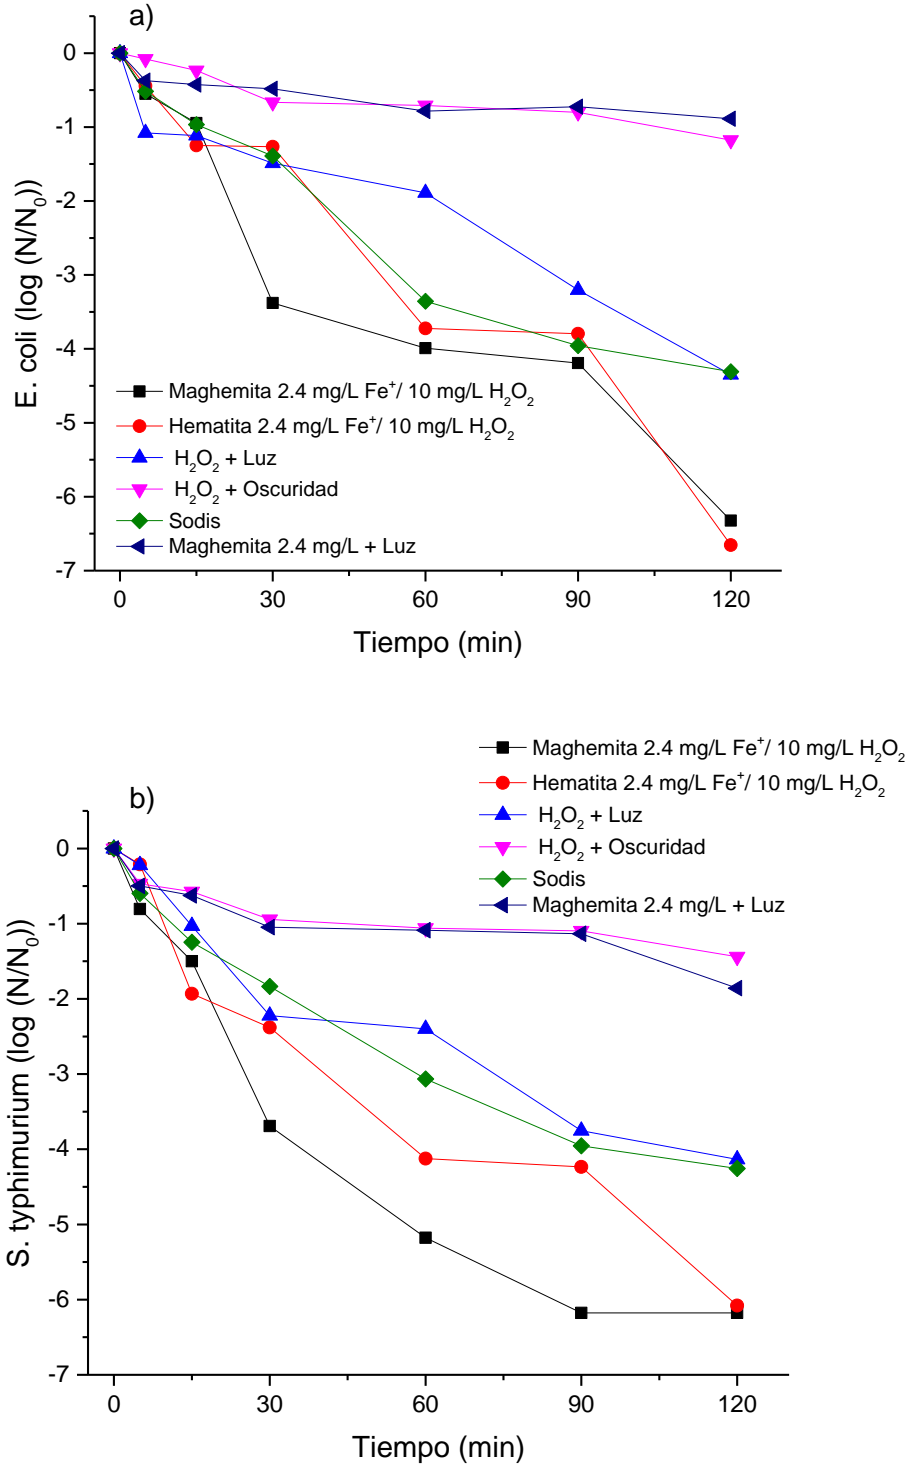 a)
0
-1
-2
-3
-4
-5
-6
-7
E. coli (log (N/N₀))
Maghemita 2.4 mg/L Fe⁺/ 10 mg/L H₂O₂
Hematita 2.4 mg/L Fe⁺/ 10 mg/L H₂O₂
H₂O₂ + Luz
H₂O₂ + Oscuridad
Sodis
Maghemita 2.4 mg/L + Luz
0 30 60 90 120
Tiempo (min)
Maghemita 2.4 mg/L Fe⁺/ 10 mg/L H₂O₂
Hematita 2.4 mg/L Fe⁺/ 10 mg/L H₂O₂
H₂O₂ + Luz
H₂O₂ + Oscuridad
Sodis
Maghemita 2.4 mg/L + Luz
b)
0
-1
-2
-3
-4
-5
-6
-7
S. typhimurium (log (N/N₀))
0 30 60 90 120
Tiempo (min)